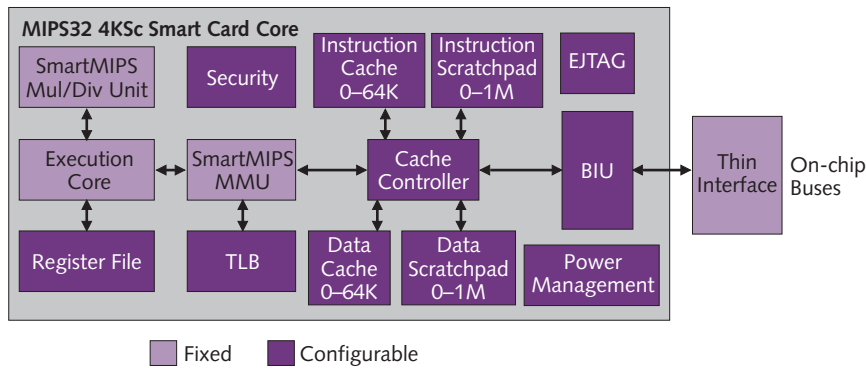 MIPS32 4KSc Smart Card Core
SmartMIPS
Mul/Div Unit
Security
Instruction
Cache
0–64K
Instruction
Scratchpad
0–1M
EJTAG
Execution
Core
SmartMIPS
MMU
Cache
Controller
BIU
Thin
Interface
On-chip
Buses
Register File
TLB
Data
Cache
0–64K
Data
Scratchpad
0–1M
Power
Management
Fixed
Configurable